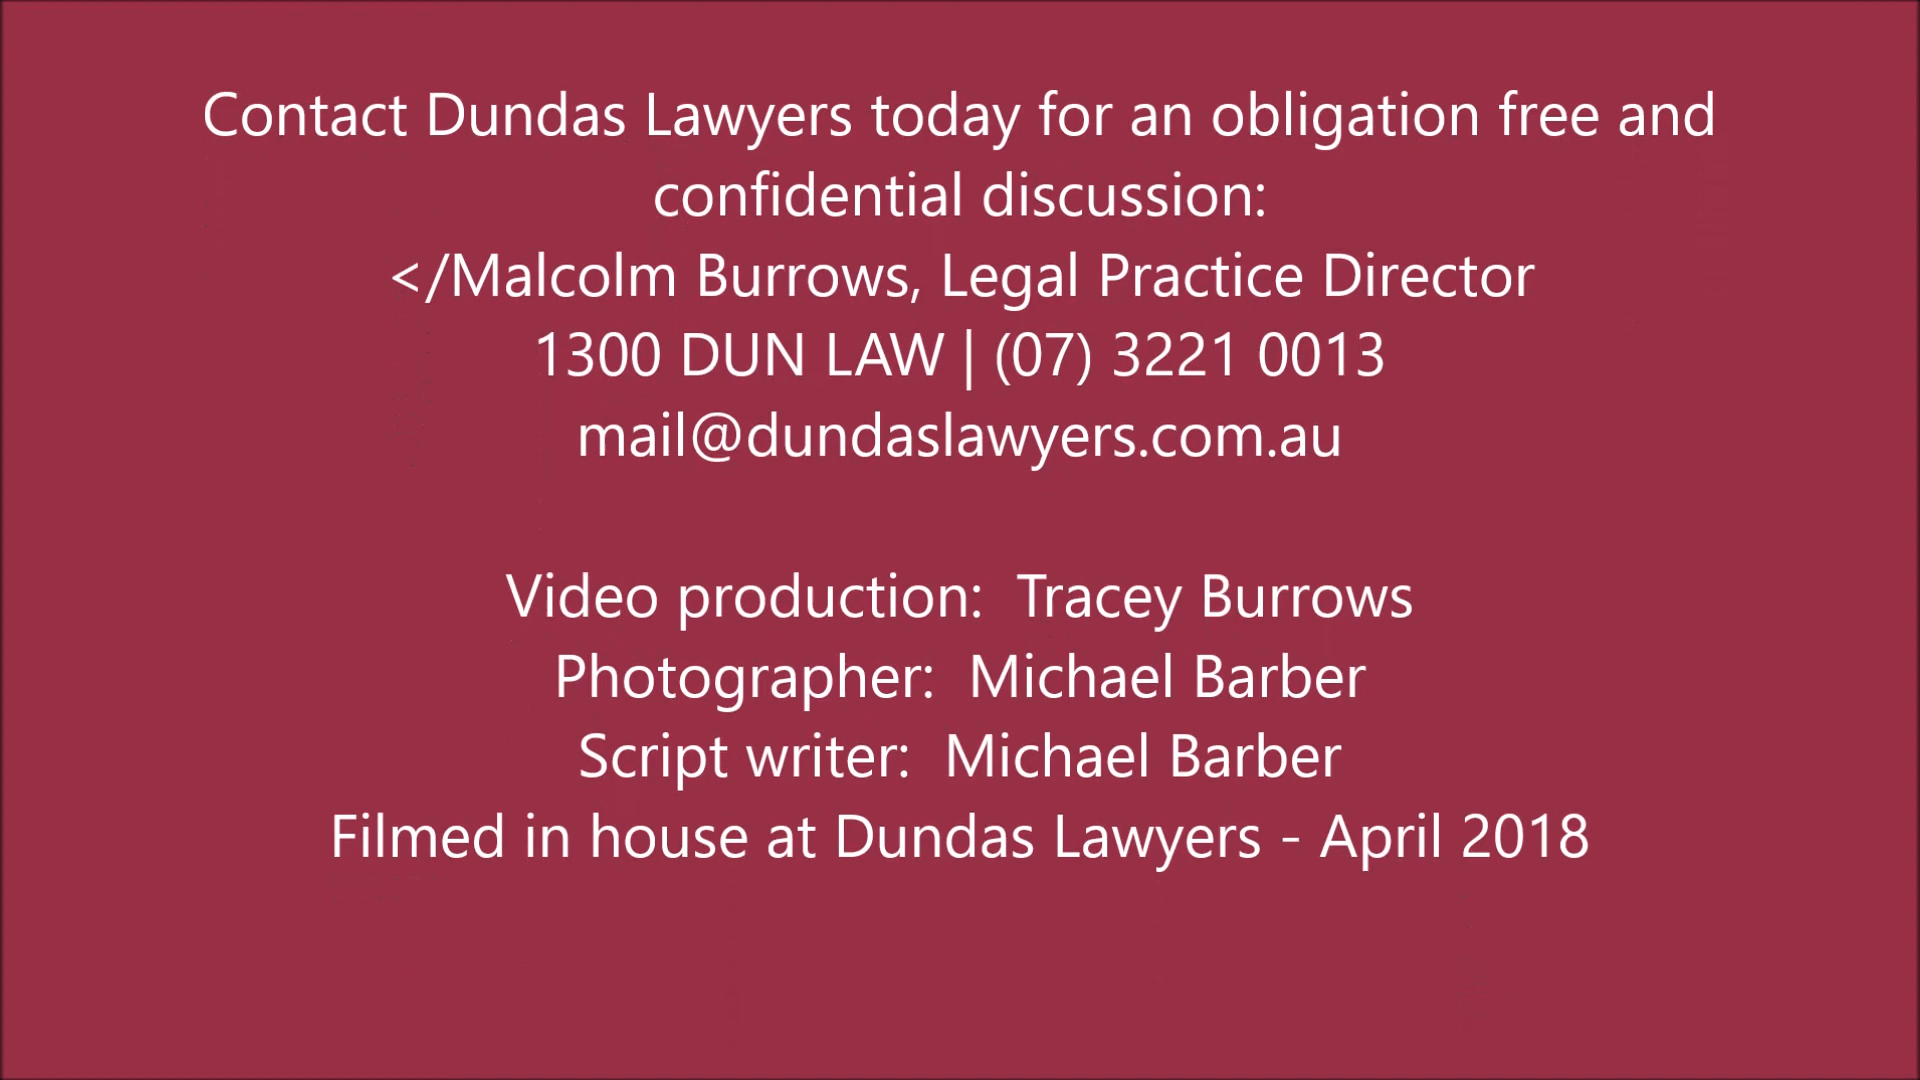 Contact Dundas Lawyers today for an obligation free and
confidential discussion:
</Malcolm Burrows, Legal Practice Director
1300 DUN LAW | (07) 3221 0013
mail@dundaslawyers.com.au
Video production:  Tracey Burrows
Photographer:  Michael Barber
Script writer:  Michael Barber
Filmed in house at Dundas Lawyers - April 2018